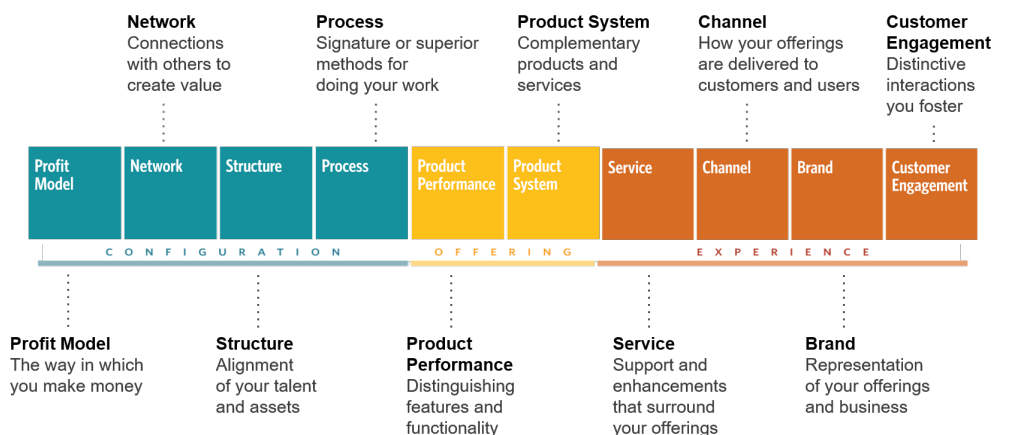 Network
Connections
with others to
create value
Process
Signature or superior
methods for
doing your work
Product System
Complementary
products and
services
Channel
How your offerings
are delivered to
customers and users
Customer
Engagement
Distinctive
interactions
you foster
Profit
Model
Network
Structure
Process
Product
Performance
Product
System
Service
Channel
Brand
Customer
Engagement
CONFIGURATION
OFFERING
EXPERIENCE
Profit Model
The way in which
you make money
Structure
Alignment
of your talent
and assets
Product
Performance
Distinguishing
features and
functionality
Service
Support and
enhancements
that surround
your offerings
Brand
Representation
of your offerings
and business